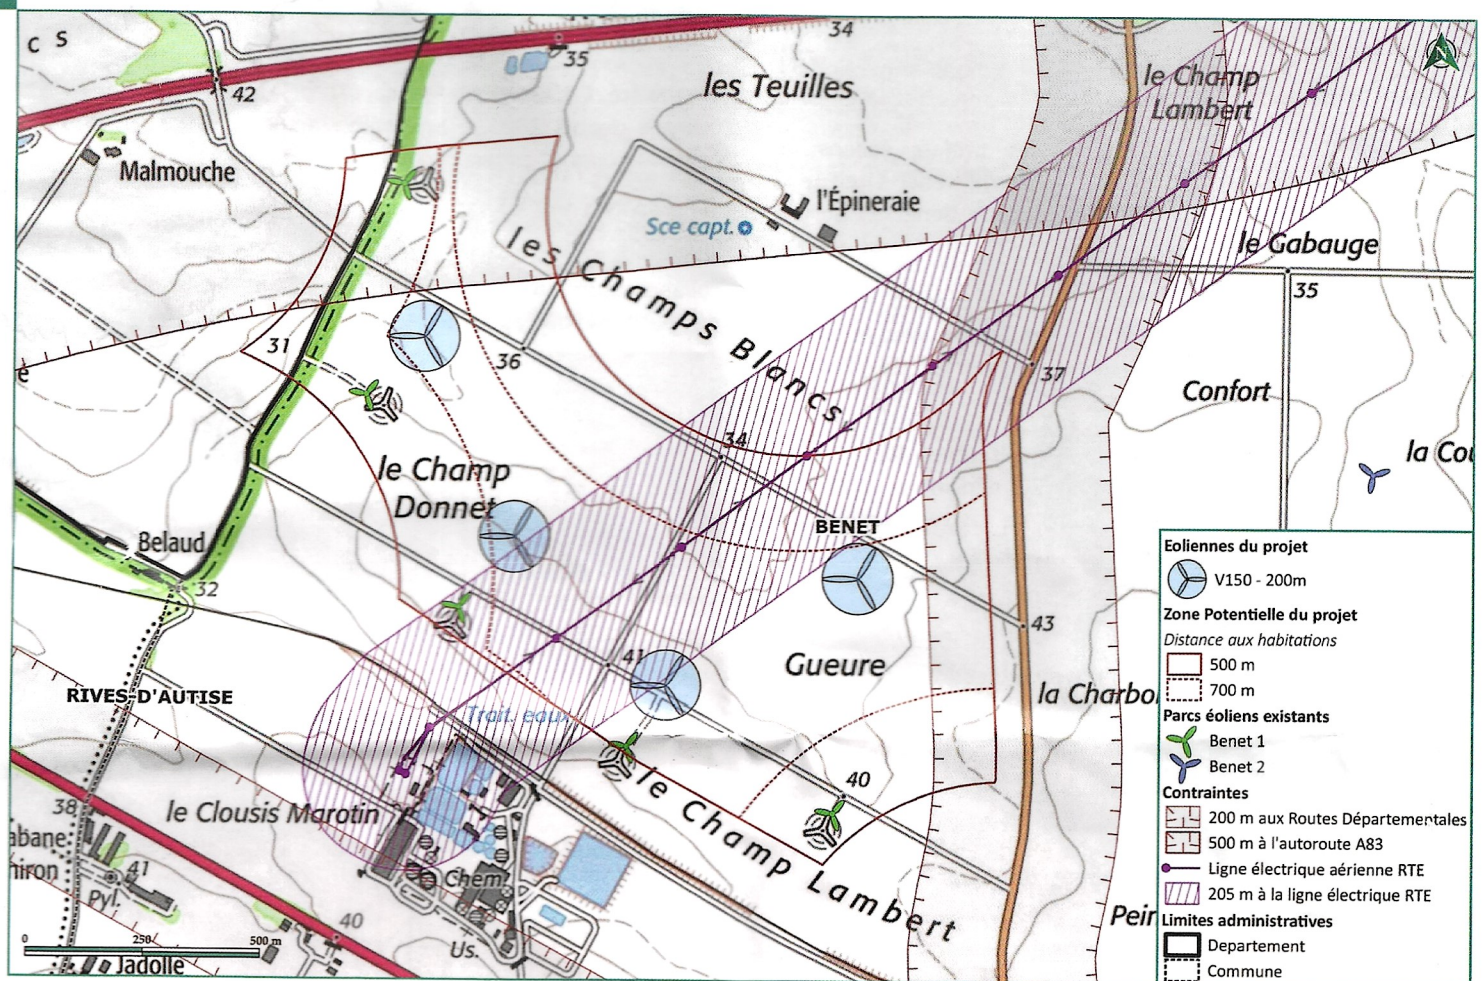 c s
42
35
34
les Teuilles
le Champ
Lambert
N
Malmouche
l'Épineraie
Sce capt.
les Champs Blancs
le Gabauge
35
31
36
37
e
Confort
34
la Cou
le Champ
Donnet
BENET
Belaud
32
43
41
Gueure
la Charbo
RIVES-D'AUTISE
Trait. eaux
40
le Clousis Marotin
38
le Champ Lambert
abane
hiron
41
Pyl.
Chem.
Peir
40
Us.
0 250 500 m
Jadolle
Eoliennes du projet
V150 - 200m
Zone Potentielle du projet
Distance aux habitations
500 m
700 m
Parcs éoliens existants
Benet 1
Benet 2
Contraintes
200 m aux Routes Départementales
500 m à l'autoroute A83
Ligne électrique aérienne RTE
205 m à la ligne électrique RTE
Limites administratives
Departement
Commune